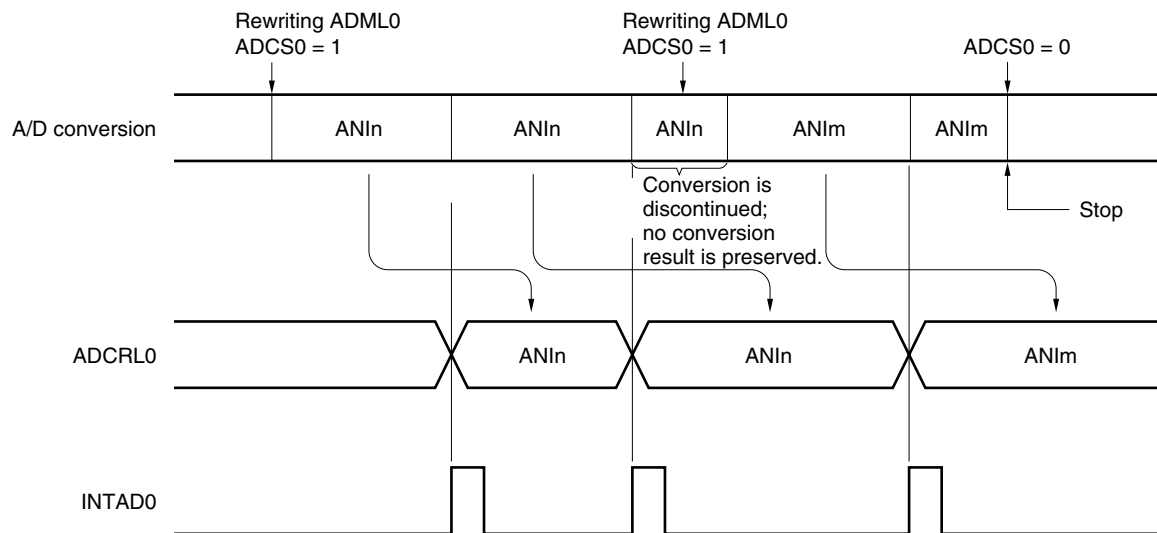 Rewriting ADML0
ADCS0 = 1
Rewriting ADML0
ADCS0 = 1
ADCS0 = 0
A/D conversion
ANIn
ANIn
ANIn
ANIm
ANIm
Conversion is
discontinued;
no conversion
result is preserved.
Stop
ADCRL0
ANIn
ANIn
ANIm
INTAD0